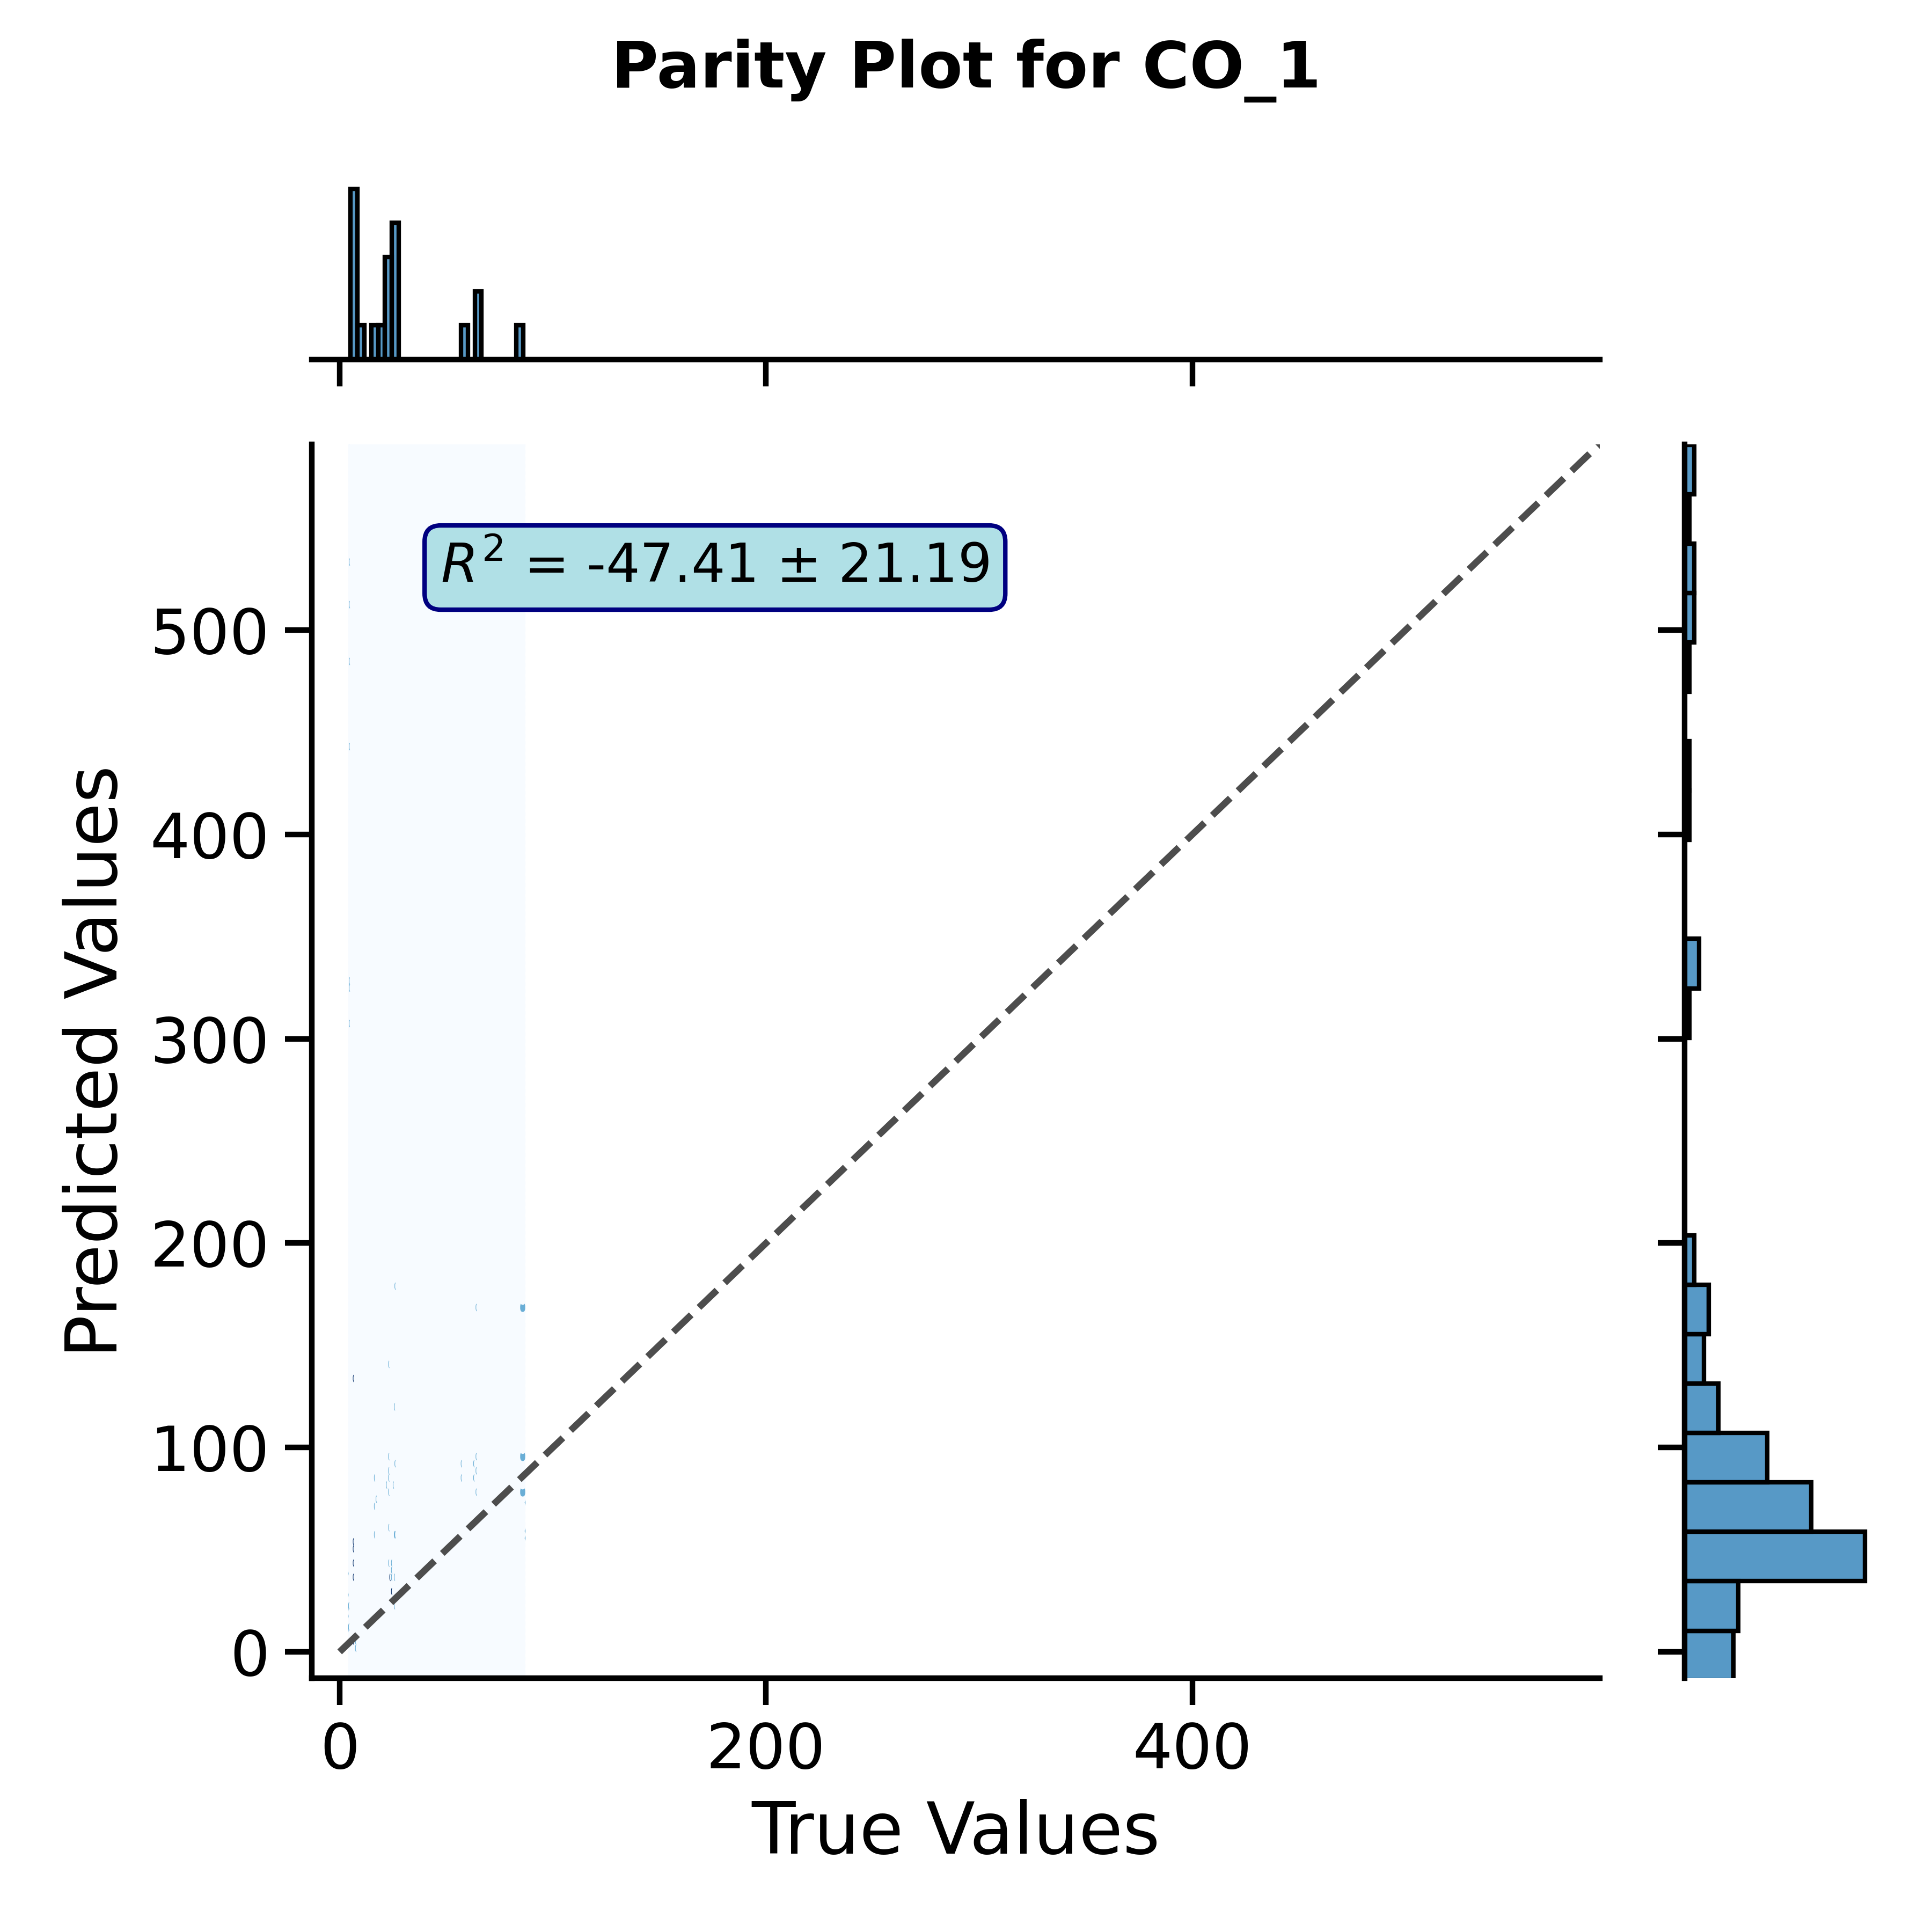 Parity Plot for CO_1
R² = -47.41 ± 21.19
500
400
300
200
100
0
Predicted Values
0 200 400
True Values